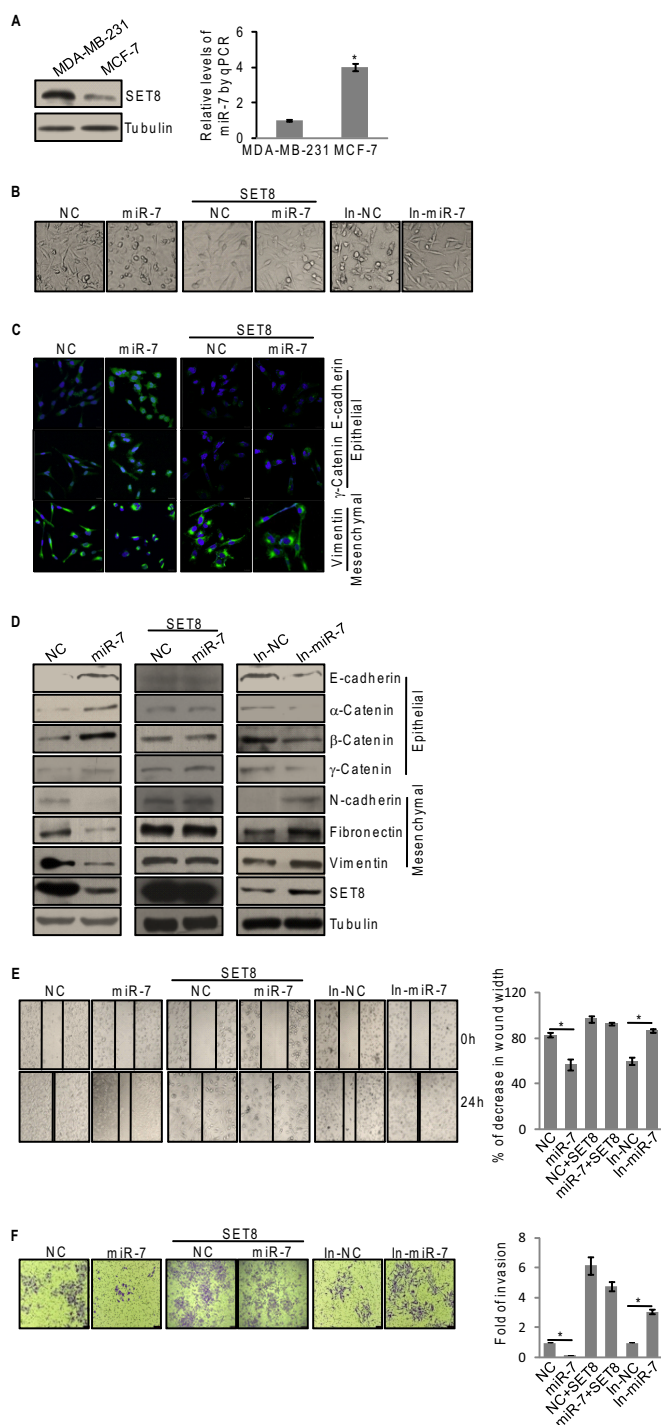 A
MDA-MB-231
MCF-7
SET8
Tubulin
Relative levels of
miR-7 by qPCR
6
4
2
0
*
MDA-MB-231 MCF-7
B
SET8
NC miR-7 NC miR-7 In-NC In-miR-7
C
SET8
NC miR-7 NC miR-7
E-cadherin
γ-Catenin
Epithelial
Vimentin
Mesenchymal
D
SET8
NC miR-7 NC miR-7 In-NC In-miR-7
E-cadherin
α-Catenin
β-Catenin
γ-Catenin
Epithelial
N-cadherin
Fibronectin
Vimentin
Mesenchymal
SET8
Tubulin
E
SET8
NC miR-7 NC miR-7 In-NC In-miR-7
0h
24h
% of decrease in wound width
120
80
40
0
* *
NC
miR-7
NC+SET8
miR-7+SET8
In-NC
In-miR-7
F
SET8
NC miR-7 NC miR-7 In-NC In-miR-7
Fold of invasion
8
6
4
2
0
* *
NC
miR-7
NC+SET8
miR-7+SET8
In-NC
In-miR-7